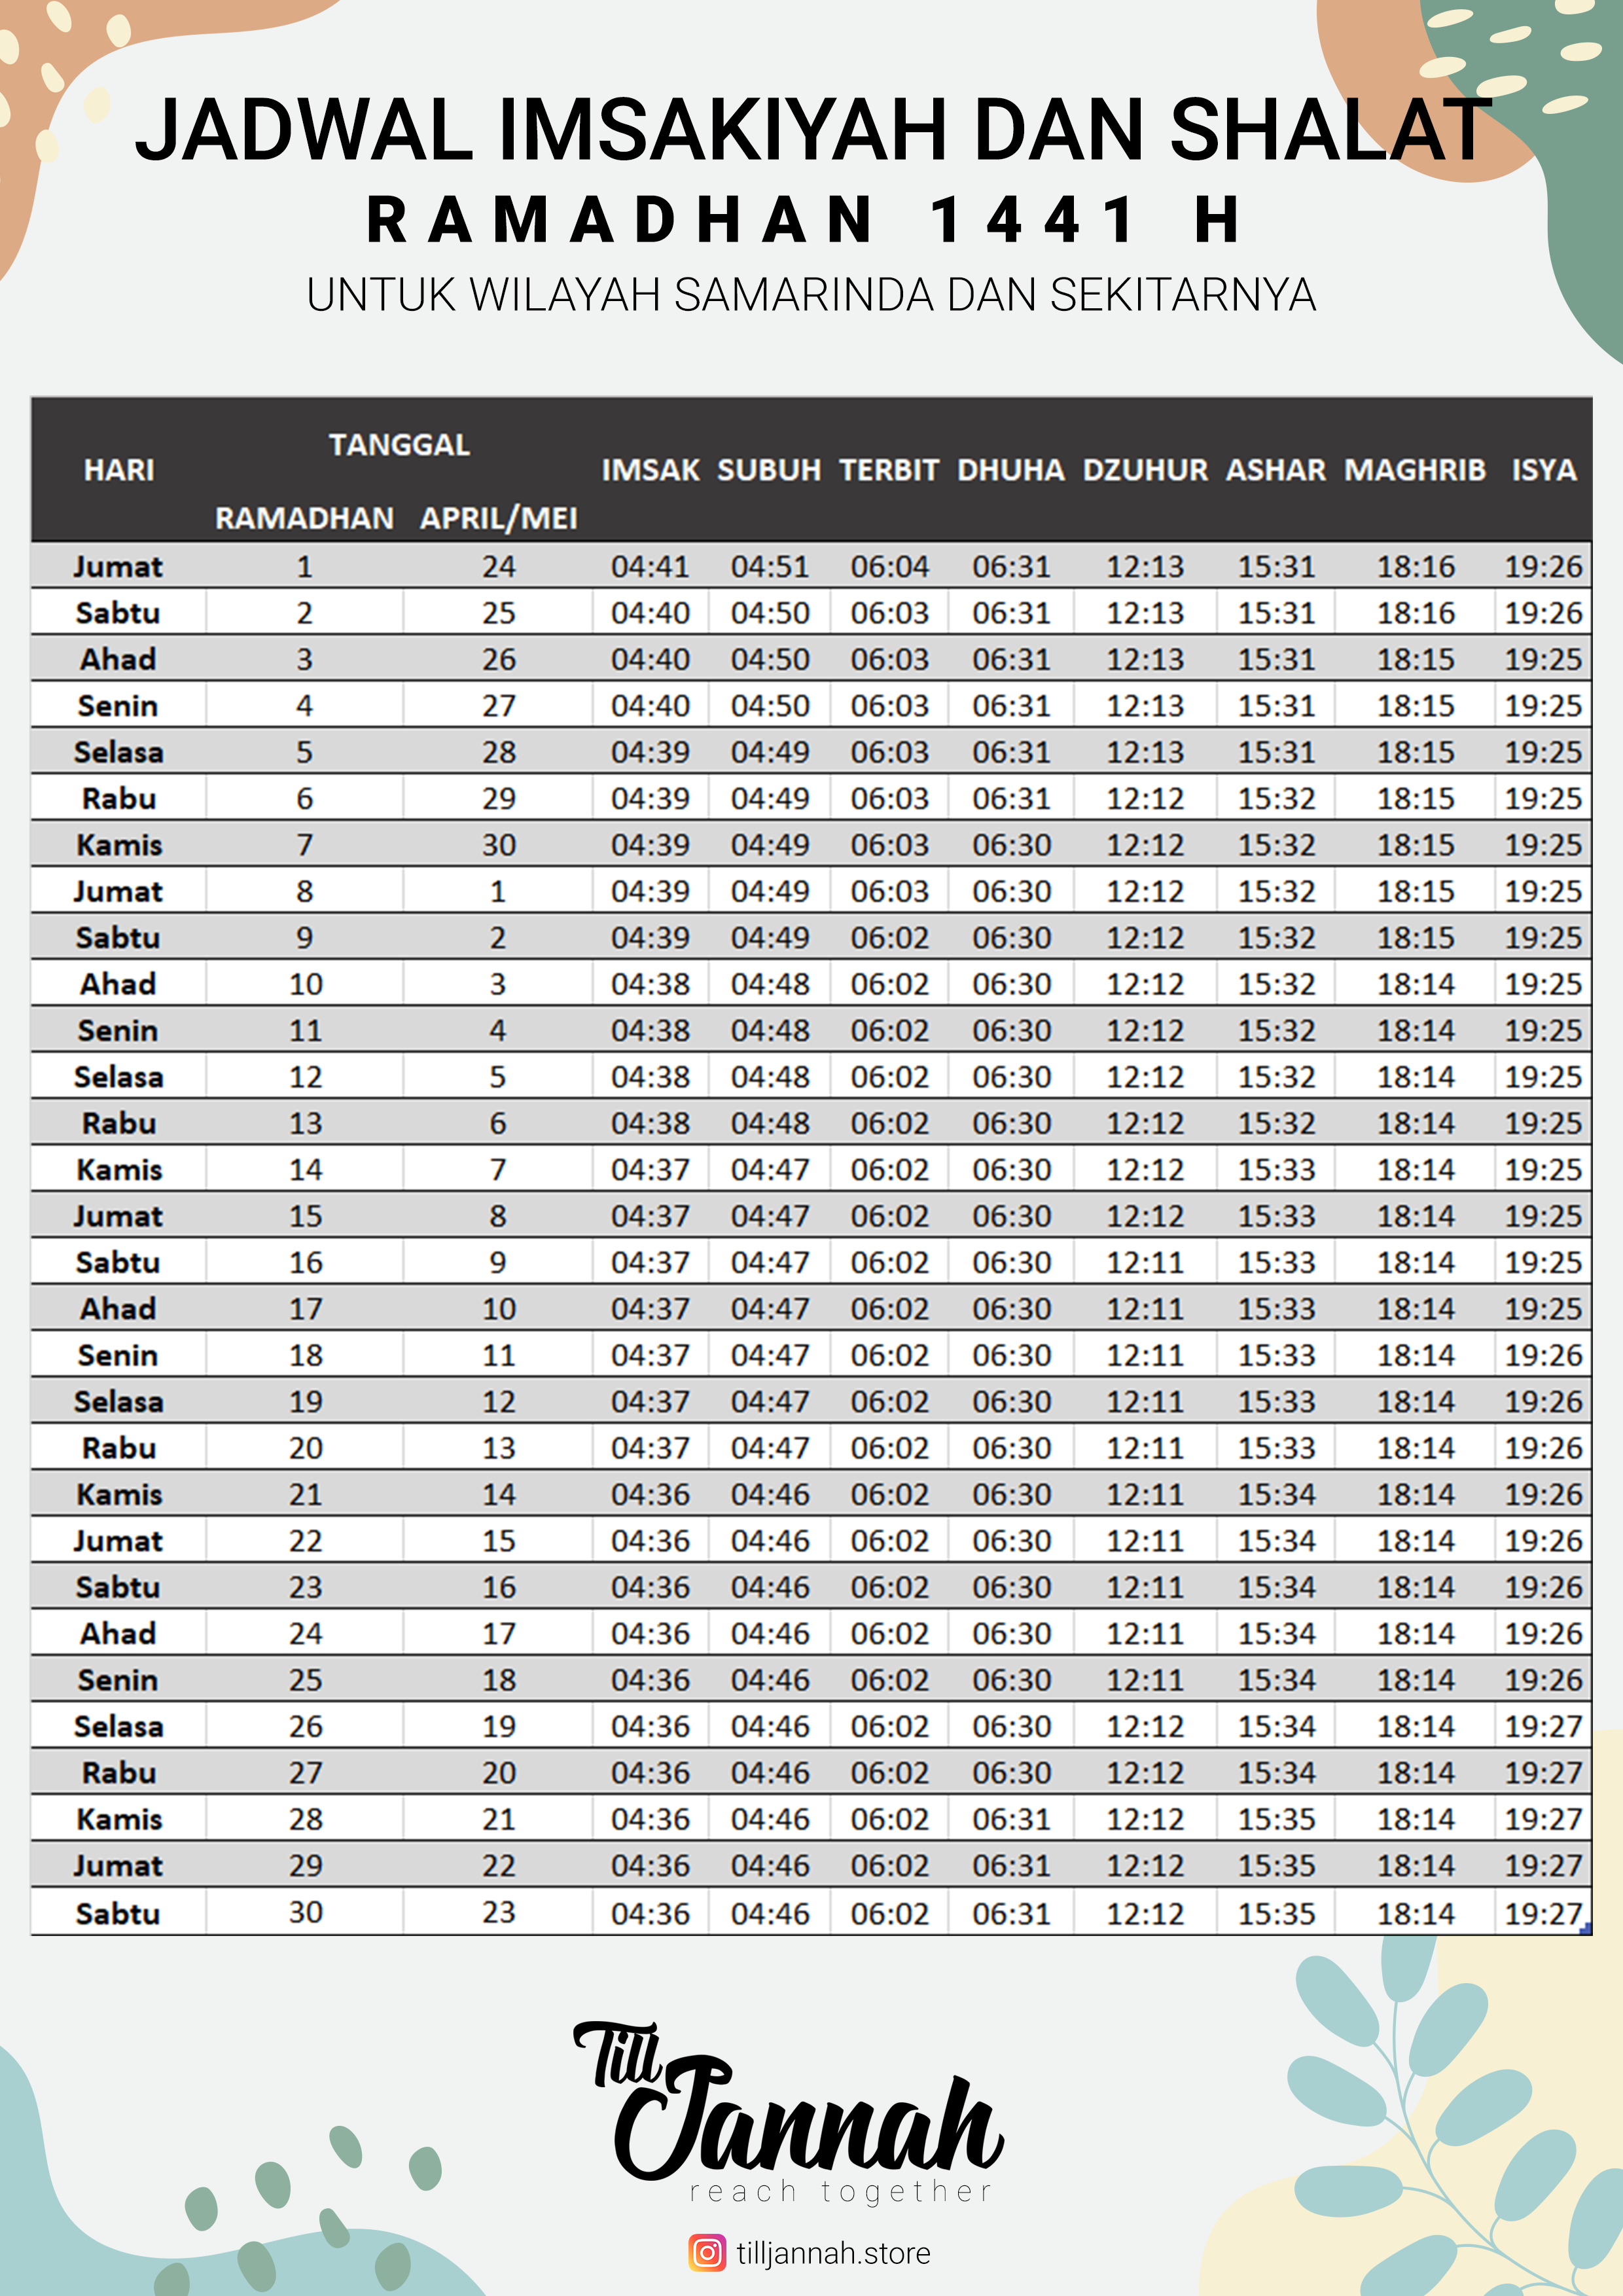 JADWAL IMSAKIYAH DAN SHALAT
RAMADHAN 1441 H
UNTUK WILAYAH SAMARINDA DAN SEKITARNYA
HARI TANGGAL IMSAK SUBUH TERBIT DHUHA DZUHUR ASHAR MAGHRIB ISYA
RAMADHAN APRIL/MEI
Jumat 1 24 04:41 04:51 06:04 06:31 12:13 15:31 18:16 19:26
Sabtu 2 25 04:40 04:50 06:03 06:31 12:13 15:31 18:16 19:26
Ahad 3 26 04:40 04:50 06:03 06:31 12:13 15:31 18:15 19:25
Senin 4 27 04:40 04:50 06:03 06:31 12:13 15:31 18:15 19:25
Selasa 5 28 04:39 04:49 06:03 06:31 12:13 15:31 18:15 19:25
Rabu 6 29 04:39 04:49 06:03 06:31 12:12 15:32 18:15 19:25
Kamis 7 30 04:39 04:49 06:03 06:30 12:12 15:32 18:15 19:25
Jumat 8 1 04:39 04:49 06:03 06:30 12:12 15:32 18:15 19:25
Sabtu 9 2 04:39 04:49 06:02 06:30 12:12 15:32 18:15 19:25
Ahad 10 3 04:38 04:48 06:02 06:30 12:12 15:32 18:14 19:25
Senin 11 4 04:38 04:48 06:02 06:30 12:12 15:32 18:14 19:25
Selasa 12 5 04:38 04:48 06:02 06:30 12:12 15:32 18:14 19:25
Rabu 13 6 04:38 04:48 06:02 06:30 12:12 15:32 18:14 19:25
Kamis 14 7 04:37 04:47 06:02 06:30 12:12 15:33 18:14 19:25
Jumat 15 8 04:37 04:47 06:02 06:30 12:12 15:33 18:14 19:25
Sabtu 16 9 04:37 04:47 06:02 06:30 12:11 15:33 18:14 19:25
Ahad 17 10 04:37 04:47 06:02 06:30 12:11 15:33 18:14 19:25
Senin 18 11 04:37 04:47 06:02 06:30 12:11 15:33 18:14 19:26
Selasa 19 12 04:37 04:47 06:02 06:30 12:11 15:33 18:14 19:26
Rabu 20 13 04:37 04:47 06:02 06:30 12:11 15:33 18:14 19:26
Kamis 21 14 04:36 04:46 06:02 06:30 12:11 15:34 18:14 19:26
Jumat 22 15 04:36 04:46 06:02 06:30 12:11 15:34 18:14 19:26
Sabtu 23 16 04:36 04:46 06:02 06:30 12:11 15:34 18:14 19:26
Ahad 24 17 04:36 04:46 06:02 06:30 12:11 15:34 18:14 19:26
Senin 25 18 04:36 04:46 06:02 06:30 12:11 15:34 18:14 19:26
Selasa 26 19 04:36 04:46 06:02 06:30 12:12 15:34 18:14 19:27
Rabu 27 20 04:36 04:46 06:02 06:30 12:12 15:34 18:14 19:27
Kamis 28 21 04:36 04:46 06:02 06:31 12:12 15:35 18:14 19:27
Jumat 29 22 04:36 04:46 06:02 06:31 12:12 15:35 18:14 19:27
Sabtu 30 23 04:36 04:46 06:02 06:31 12:12 15:35 18:14 19:27
Till
Jannah
reach together
tilljannah.store